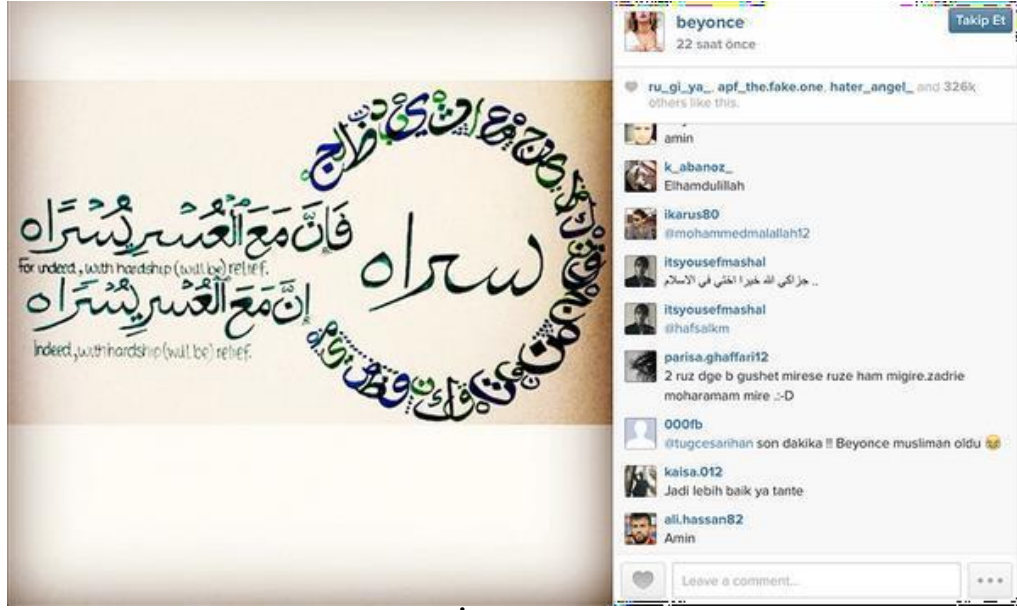 فَإِنَّ مَعَ الْعُسْرِ يُسْرًاه
For indeed, with hardship (will be) relief.
إِنَّ مَعَ الْعُسْرِ يُسْرًاه
Indeed, with hardship (will be) relief.
beyonce
Takip Et
22 saat önce
ru_gi_ya_, apf_the.fake.one, hater_angel_ and 326k
others like this.
amin
k_abanoz_
Elhamdulillah
ikarus80
@mohammedmalallah12
itsyousefmashal
.. جزاكي الله خيرا اختي في الاسلام
itsyousefmashal
@hafsalkm
parisa.ghaffari12
2 ruz dge b gushet mirese ruze ham migire.zadrie
moharamam mire .:-D
000fb
@tugcesarihan son dakika !! Beyonce musliman oldu 😂
kaisa.012
Jadi lebih baik ya tante
ali.hassan82
Amin
Leave a comment...